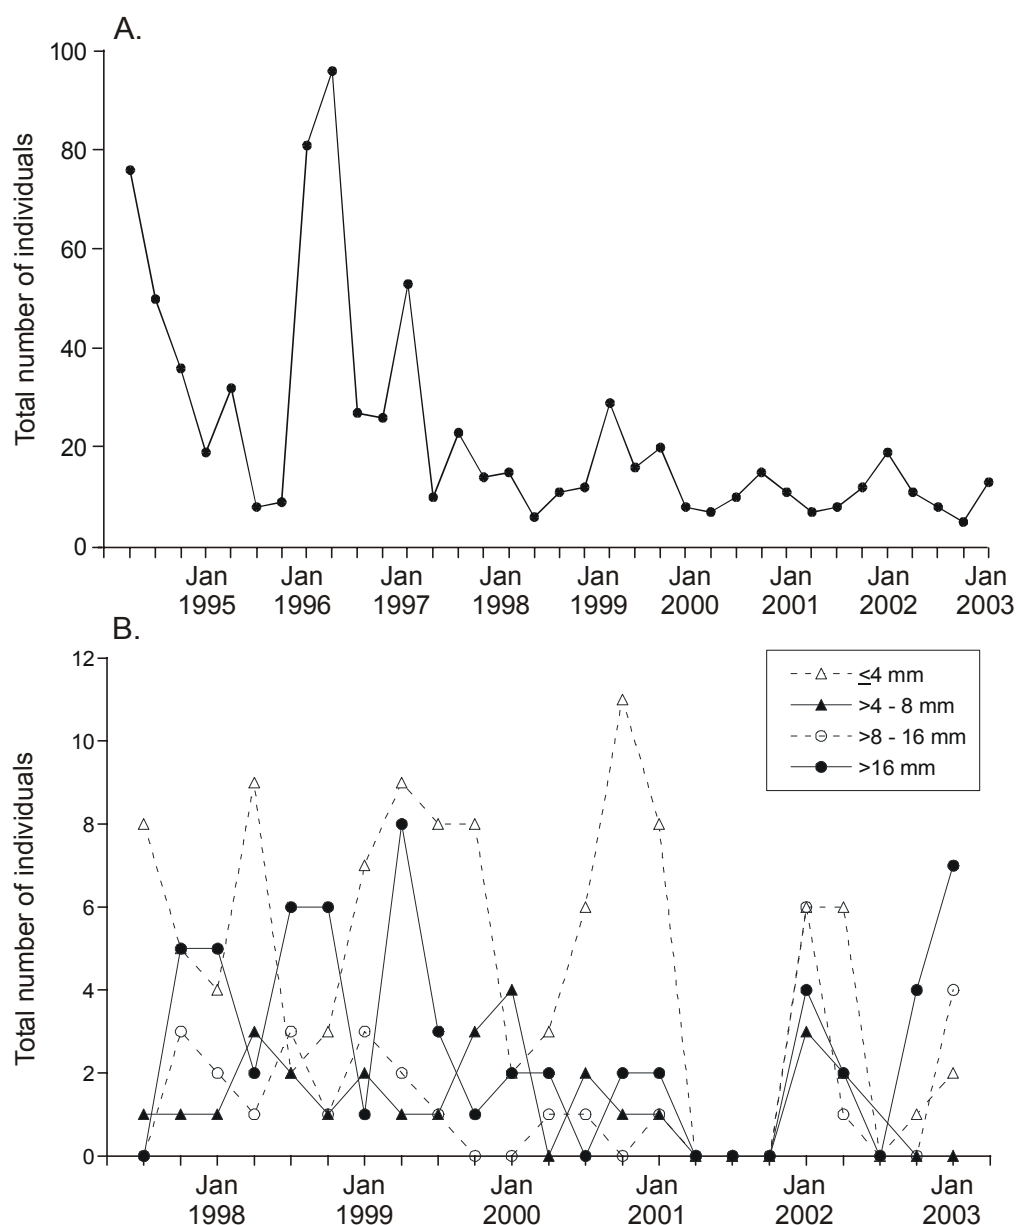 A.
Total number of individuals
100
80
60
40
20
0
Jan Jan Jan Jan Jan Jan Jan Jan Jan
1995 1996 1997 1998 1999 2000 2001 2002 2003
B.
Total number of individuals
12
10
8
6
4
2
0
≤4 mm
>4 - 8 mm
>8 - 16 mm
>16 mm
Jan Jan Jan Jan Jan Jan
1998 1999 2000 2001 2002 2003